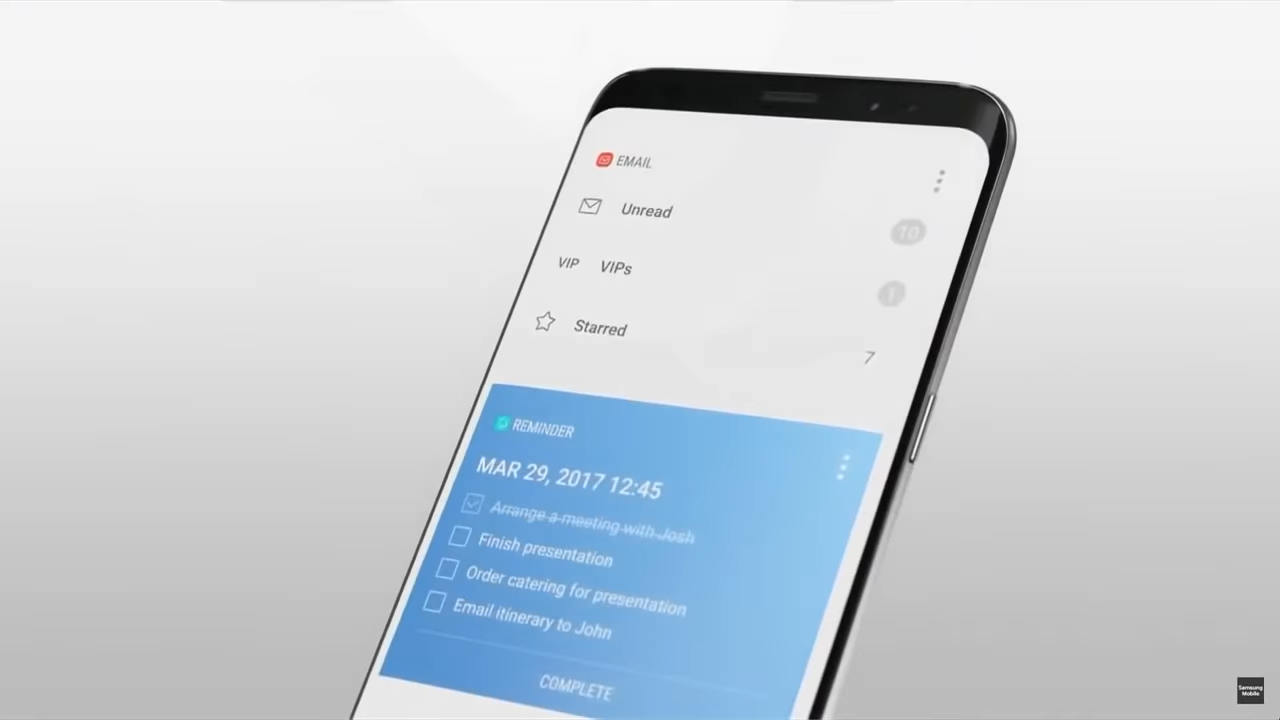 EMAIL
Unread
10
VIP VIPs
1
Starred
7
REMINDER
MAR 29, 2017 12:45
Arrange a meeting with Josh
Finish presentation
Order catering for presentation
Email itinerary to John
COMPLETE
Samsung
Mobile